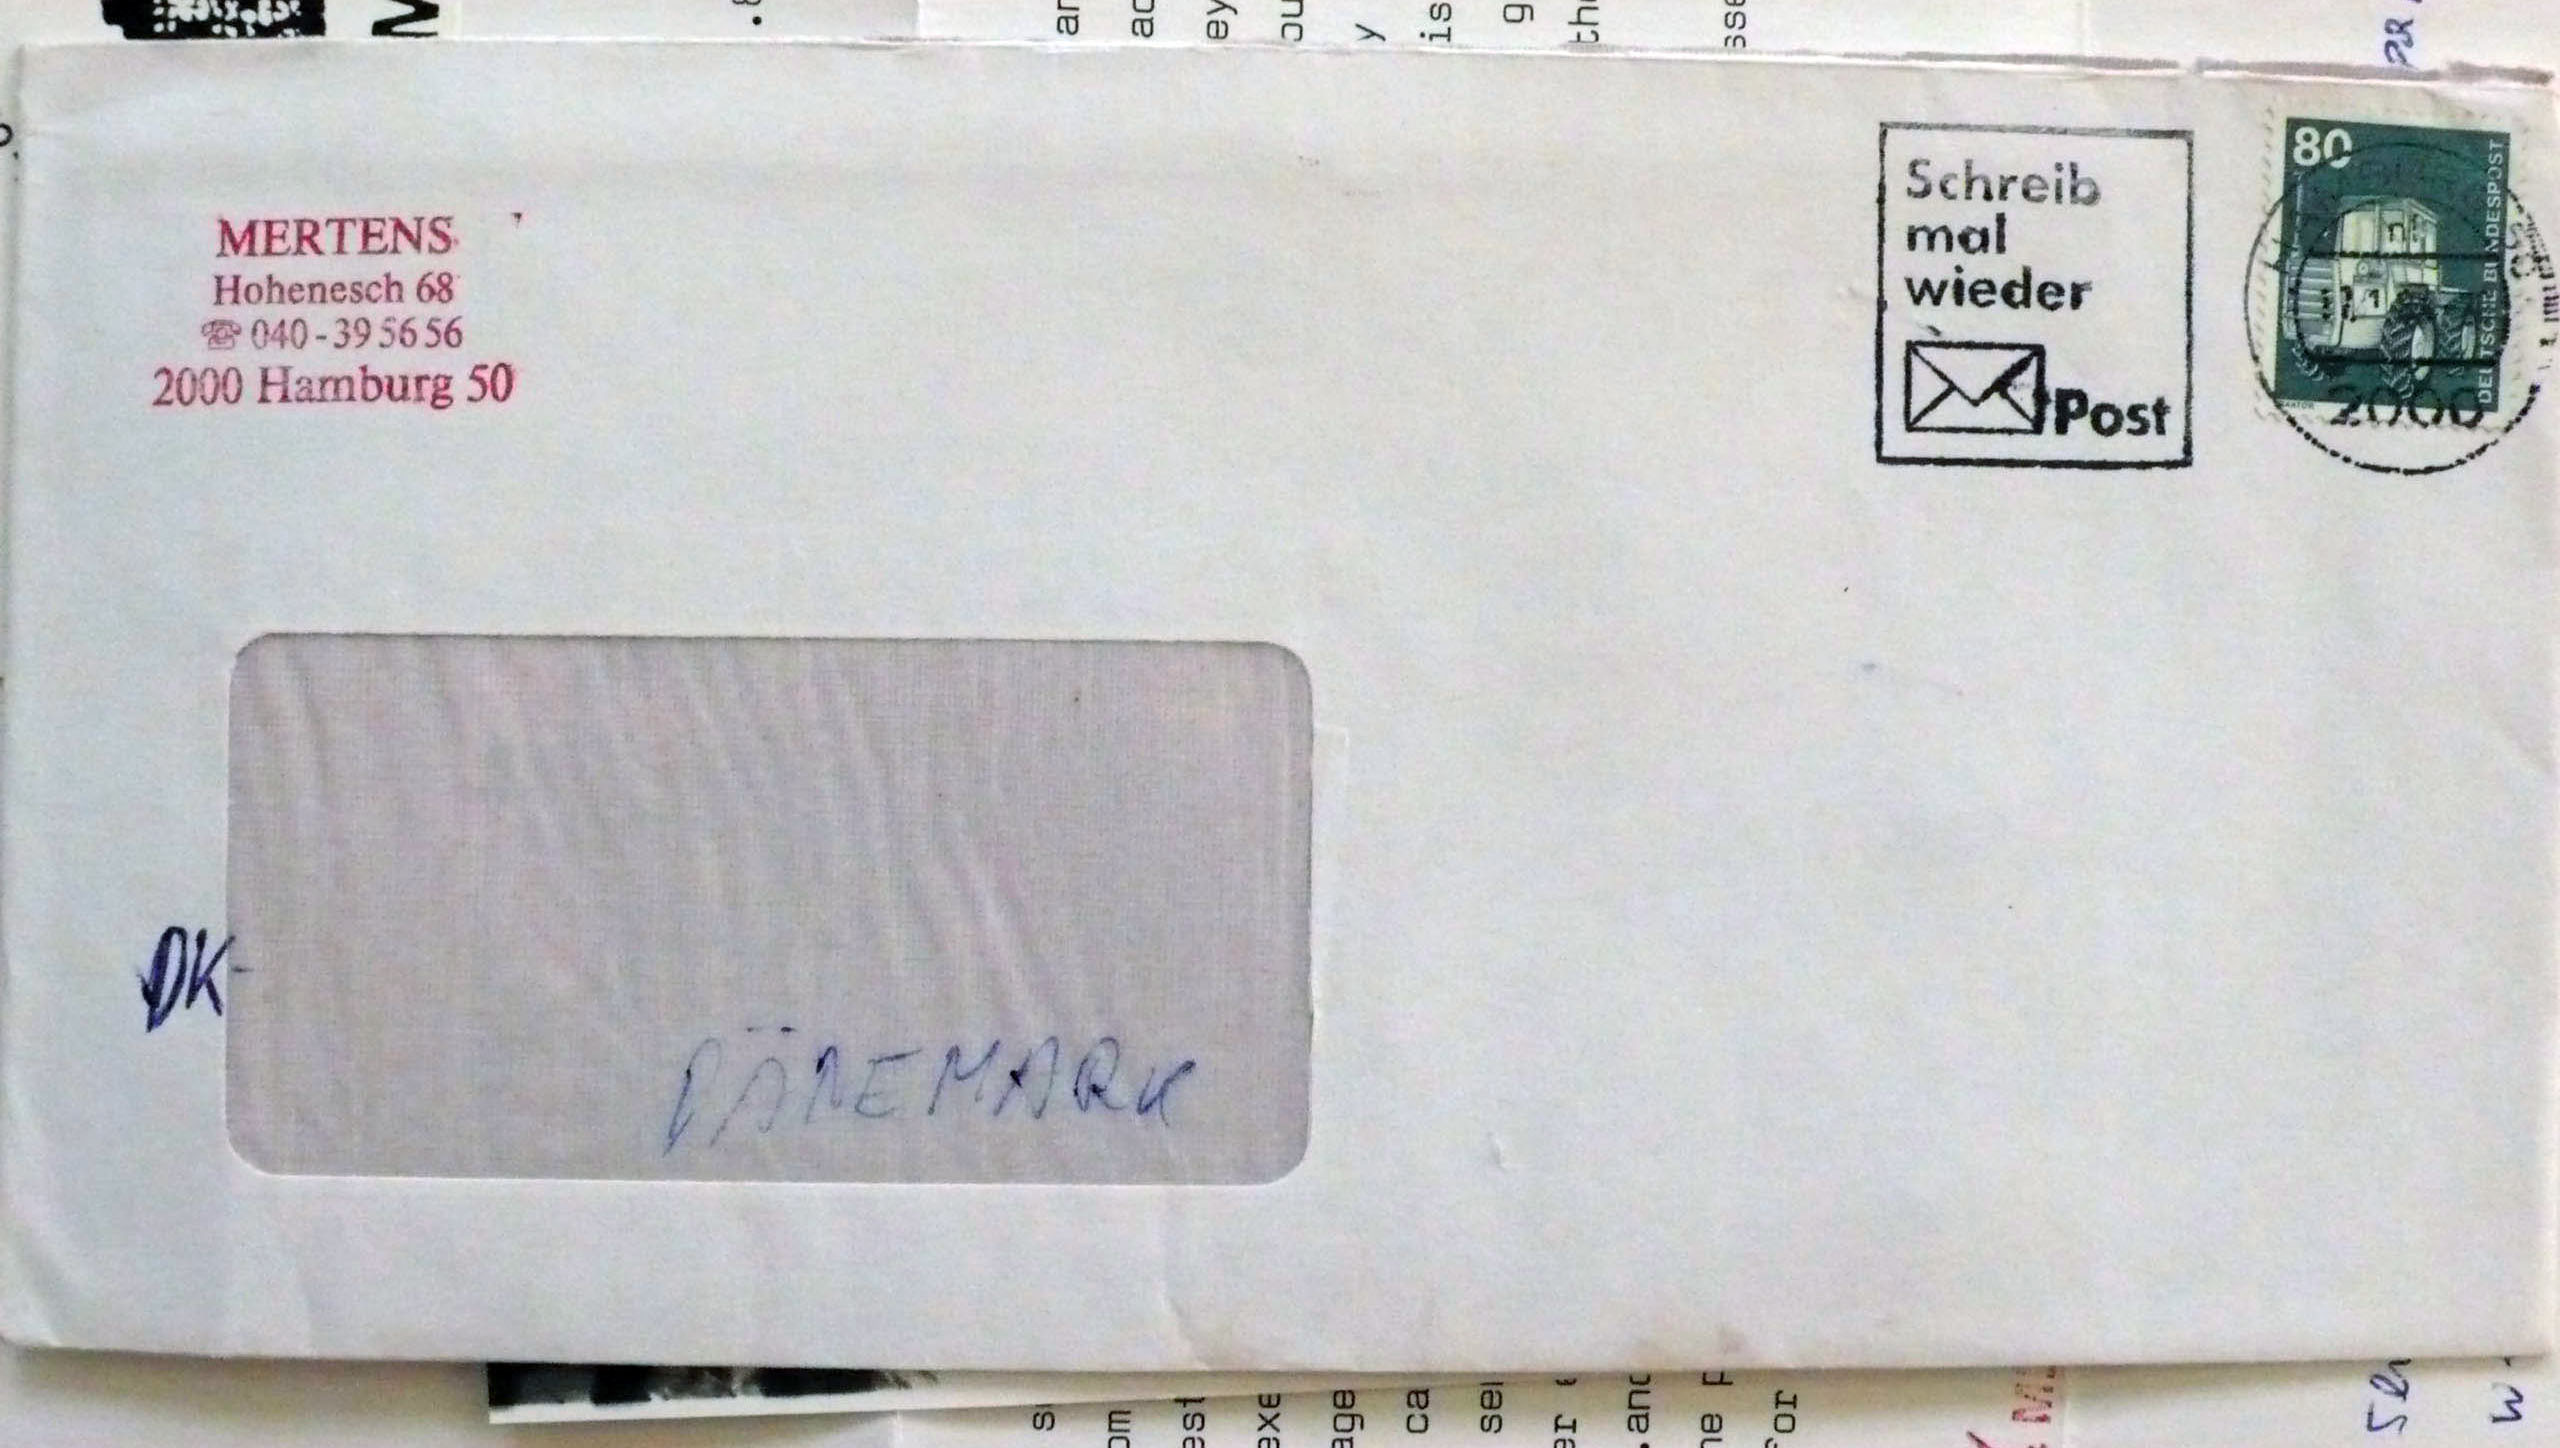 MERTENS
Hohenesch 68
☎ 040-39 56 56
2000 Hamburg 50
Schreib
mal
wieder
Post
80
DEUTSCHE BUNDESPOST
2000
DK-
DÄNEMARK